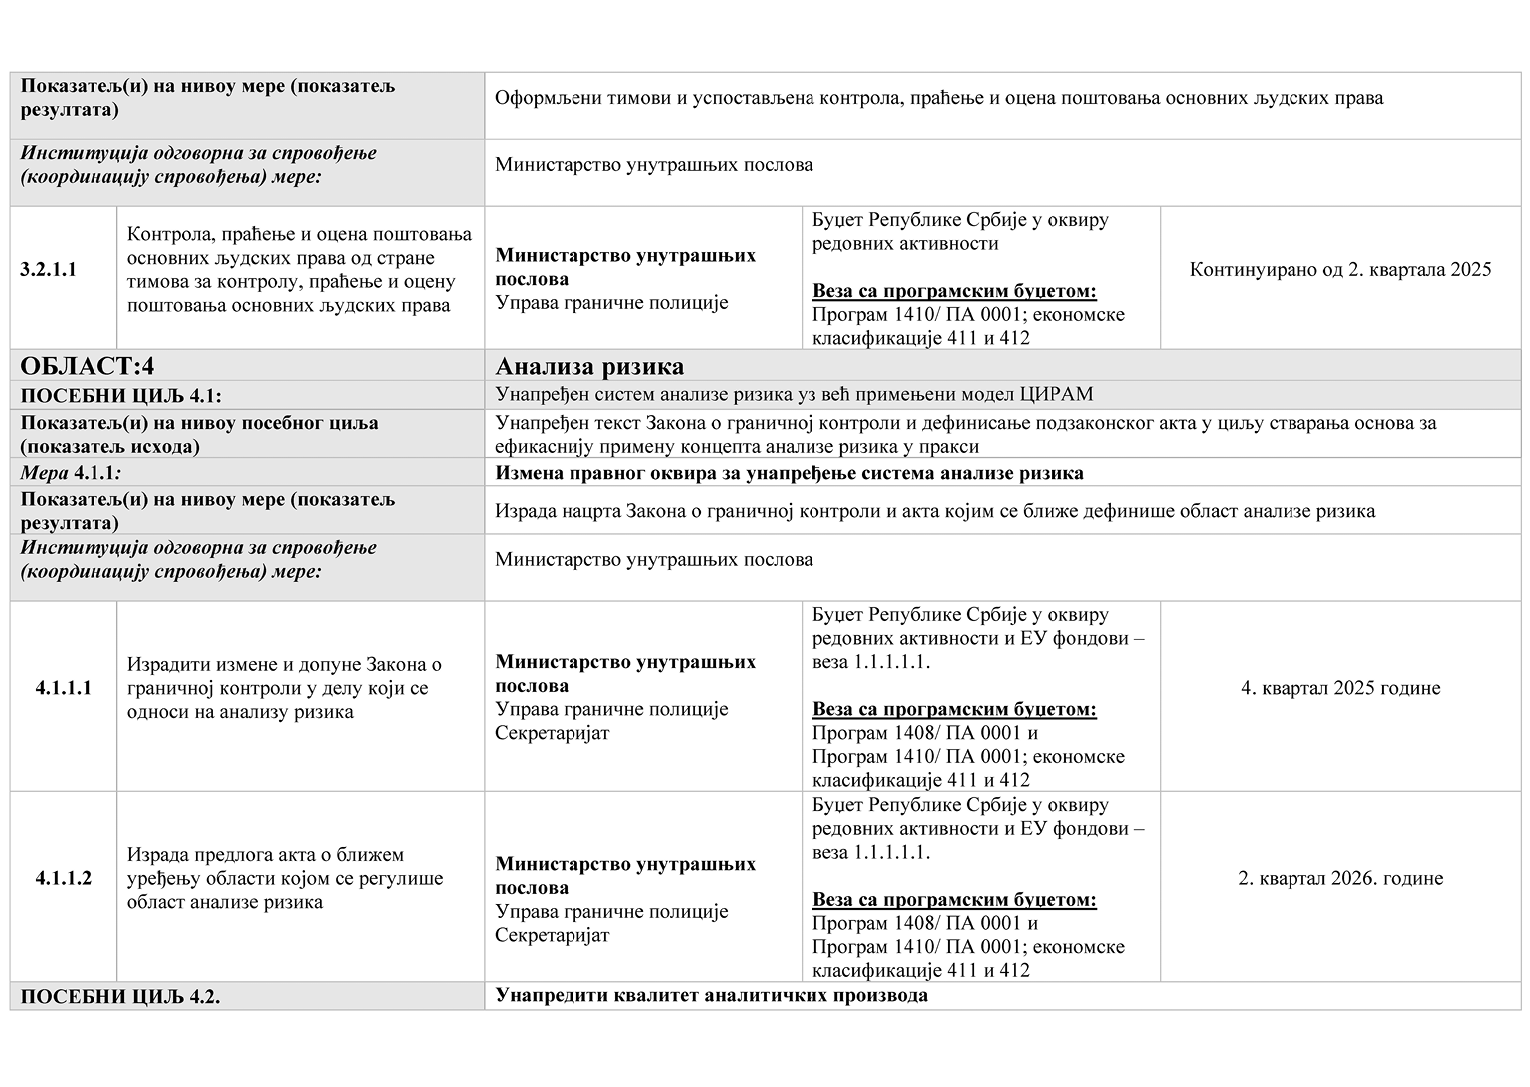 Показатељ(и) на нивоу мере (показатељ
резултата)
Оформљени тимови и успостављена контрола, праћење и оцена поштовања основних људских права
Институција одговорна за спровођење
(координацију спровођења) мере:
Министарство унутрашњих послова
3.2.1.1
Контрола, праћење и оцена поштовања
основних људских права од стране
тимова за контролу, праћење и оцену
поштовања основних људских права
Министарство унутрашњих
послова
Управа граничне полиције
Буџет Републике Србије у оквиру
редовних активности
Веза са програмским буџетом:
Програм 1410/ ПА 0001; економске
класификације 411 и 412
Континуирано од 2. квартала 2025
ОБЛАСТ:4
Анализа ризика
ПОСЕБНИ ЦИЉ 4.1:
Унапређен систем анализе ризика уз већ примењени модел ЦИРАМ
Показатељ(и) на нивоу посебног циља
(показатељ исхода)
Унапређен текст Закона о граничној контроли и дефинисање подзаконског акта у циљу стварања основа за
ефикаснију примену концепта анализе ризика у пракси
Мера 4.1.1:
Измена правног оквира за унапређење система анализе ризика
Показатељ(и) на нивоу мере (показатељ
резултата)
Израда нацрта Закона о граничној контроли и акта којим се ближе дефинише област анализе ризика
Институција одговорна за спровођење
(координацију спровођења) мере:
Министарство унутрашњих послова
4.1.1.1
Израдити измене и допуне Закона о
граничној контроли у делу који се
односи на анализу ризика
Министарство унутрашњих
послова
Управа граничне полиције
Секретаријат
Буџет Републике Србије у оквиру
редовних активности и ЕУ фондови –
веза 1.1.1.1.1.
Веза са програмским буџетом:
Програм 1408/ ПА 0001 и
Програм 1410/ ПА 0001; економске
класификације 411 и 412
4. квартал 2025 године
4.1.1.2
Израда предлога акта о ближем
уређењу области којом се регулише
област анализе ризика
Министарство унутрашњих
послова
Управа граничне полиције
Секретаријат
Буџет Републике Србије у оквиру
редовних активности и ЕУ фондови –
веза 1.1.1.1.1.
Веза са програмским буџетом:
Програм 1408/ ПА 0001 и
Програм 1410/ ПА 0001; економске
класификације 411 и 412
2. квартал 2026. године
ПОСЕБНИ ЦИЉ 4.2.
Унапредити квалитет аналитичких производа